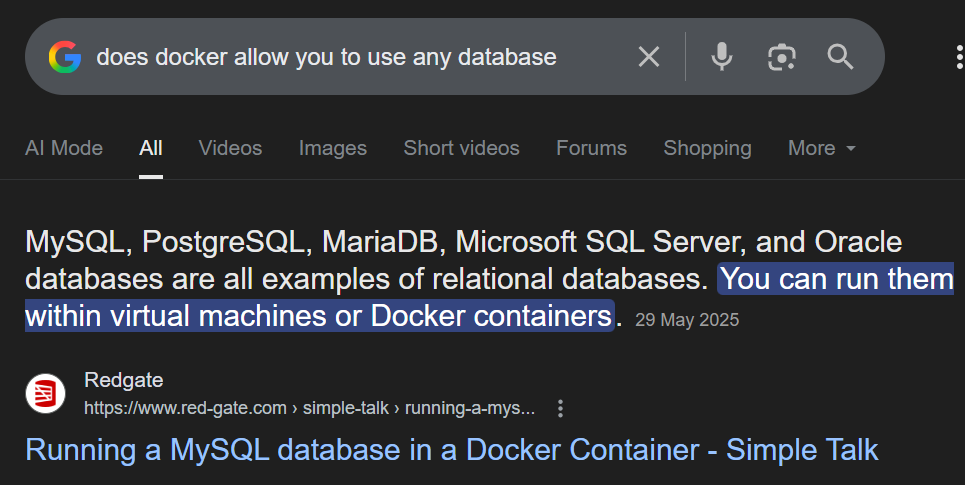 does docker allow you to use any database
AI Mode All Videos Images Short videos Forums Shopping More
MySQL, PostgreSQL, MariaDB, Microsoft SQL Server, and Oracle
databases are all examples of relational databases. You can run them
within virtual machines or Docker containers. 29 May 2025
Redgate
https://www.red-gate.com › simple-talk › running-a-mys...
Running a MySQL database in a Docker Container - Simple Talk